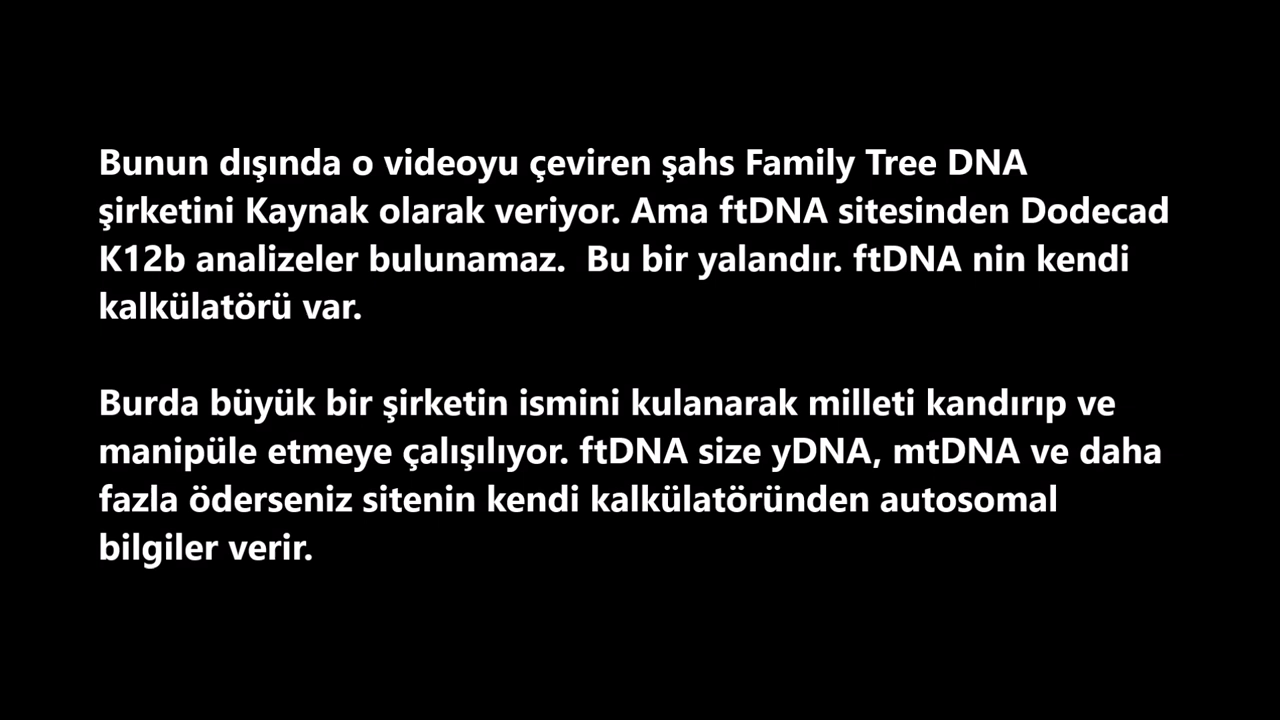 Bunun dışında o videoyu çeviren şahs Family Tree DNA
şirketini Kaynak olarak veriyor. Ama ftDNA sitesinden Dodecad
K12b analizeler bulunamaz.  Bu bir yalandır. ftDNA nin kendi
kalkülatörü var.
Burda büyük bir şirketin ismini kulanarak milleti kandırıp ve
manipüle etmeye çalışılıyor. ftDNA size yDNA, mtDNA ve daha
fazla öderseniz sitenin kendi kalkülatöründen autosomal
bilgiler verir.